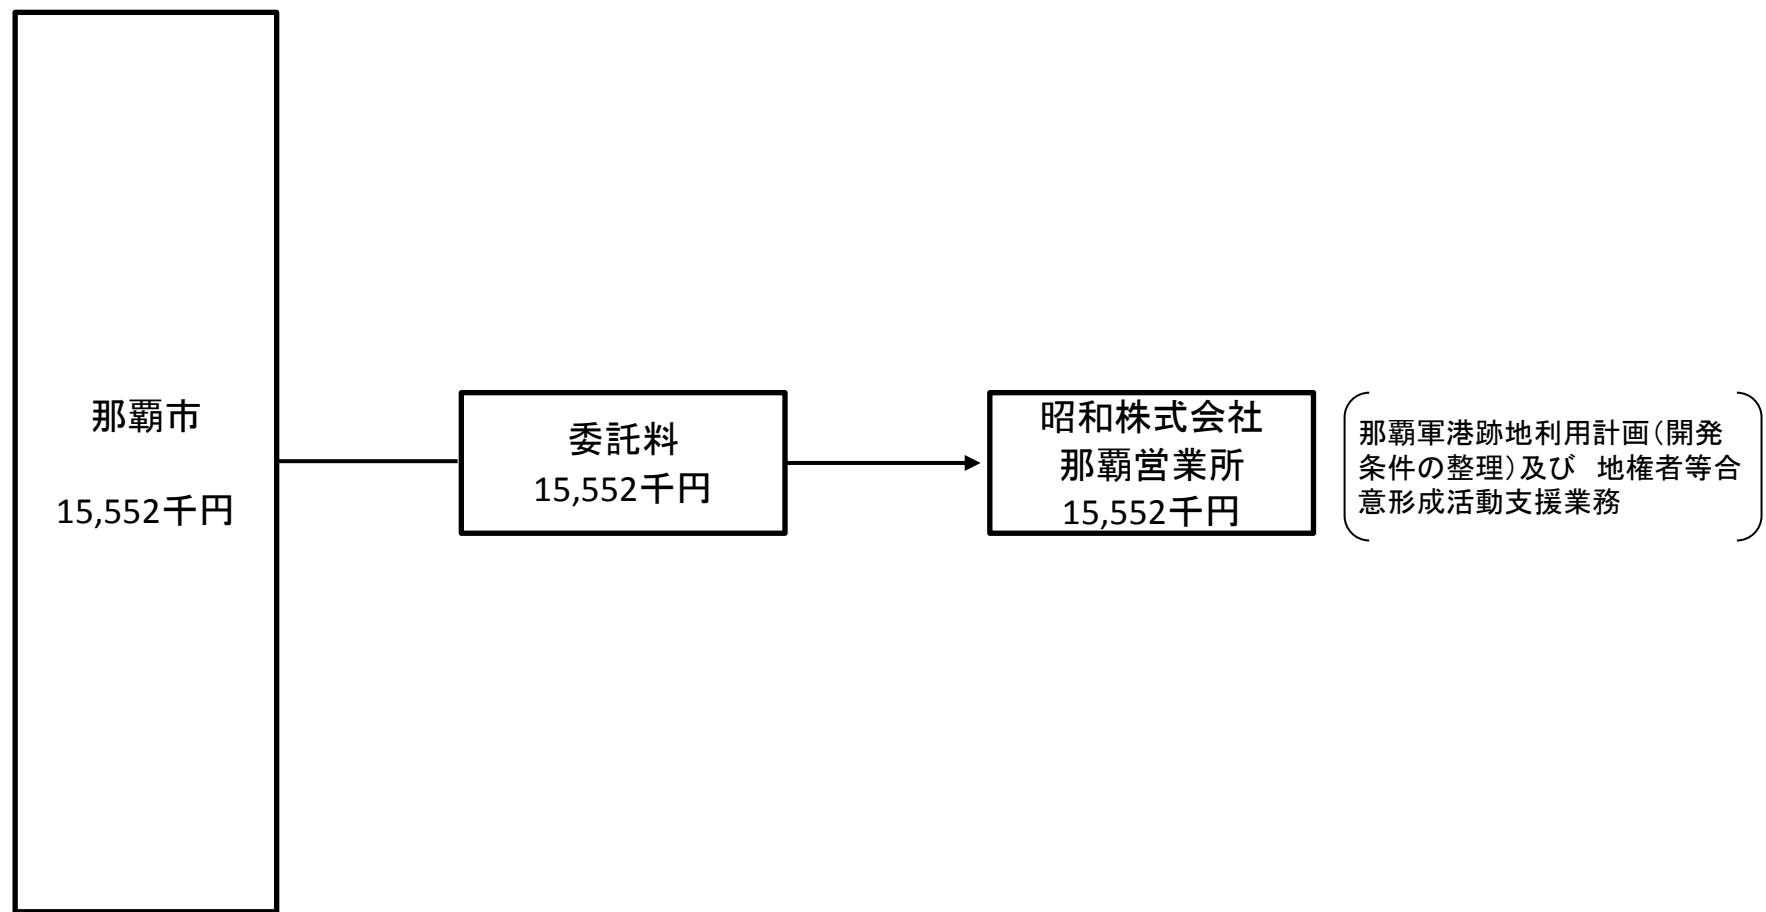 那覇市
15,552千円
委託料
15,552千円
昭和株式会社
那覇営業所
15,552千円
那覇軍港跡地利用計画(開発
条件の整理)及び　地権者等合
意形成活動支援業務